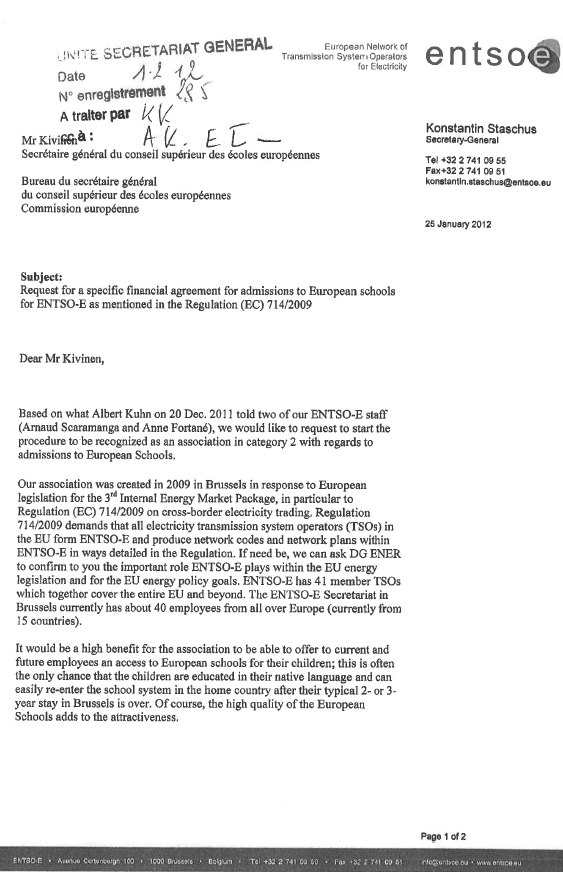 UNITE SECRETARIAT GENERAL
Date 1.2 12
N° enregistrement 285
A traiter par KK
cc à : AK. EI —
European Network of
Transmission System Operators
for Electricity
entsoe
Mr Kivinen
Secrétaire général du conseil supérieur des écoles européennes
Bureau du secrétaire général
du conseil supérieur des écoles européennes
Commission européenne
Konstantin Staschus
Secretary-General
Tel +32 2 741 09 55
Fax+32 2 741 09 51
konstantin.staschus@entsoe.eu
25 January 2012
Subject:
Request for a specific financial agreement for admissions to European schools
for ENTSO-E as mentioned in the Regulation (EC) 714/2009
Dear Mr Kivinen,
Based on what Albert Kuhn on 20 Dec. 2011 told two of our ENTSO-E staff
(Arnaud Scaramanga and Anne Fortané), we would like to request to start the
procedure to be recognized as an association in category 2 with regards to
admissions to European Schools.
Our association was created in 2009 in Brussels in response to European
legislation for the 3rd Internal Energy Market Package, in particular to
Regulation (EC) 714/2009 on cross-border electricity trading. Regulation
714/2009 demands that all electricity transmission system operators (TSOs) in
the EU form ENTSO-E and produce network codes and network plans within
ENTSO-E in ways detailed in the Regulation. If need be, we can ask DG ENER
to confirm to you the important role ENTSO-E plays within the EU energy
legislation and for the EU energy policy goals. ENTSO-E has 41 member TSOs
which together cover the entire EU and beyond. The ENTSO-E Secretariat in
Brussels currently has about 40 employees from all over Europe (currently from
15 countries).
It would be a high benefit for the association to be able to offer to current and
future employees an access to European schools for their children; this is often
the only chance that the children are educated in their native language and can
easily re-enter the school system in the home country after their typical 2- or 3-
year stay in Brussels is over. Of course, the high quality of the European
Schools adds to the attractiveness.
Page 1 of 2
ENTSO-E • Avenue Cortenbergh 100 • 1000 Brussels • Belgium • Tel +32 2 741 09 50 • Fax +32 2 741 09 51 info@entsoe.eu • www.entsoe.eu